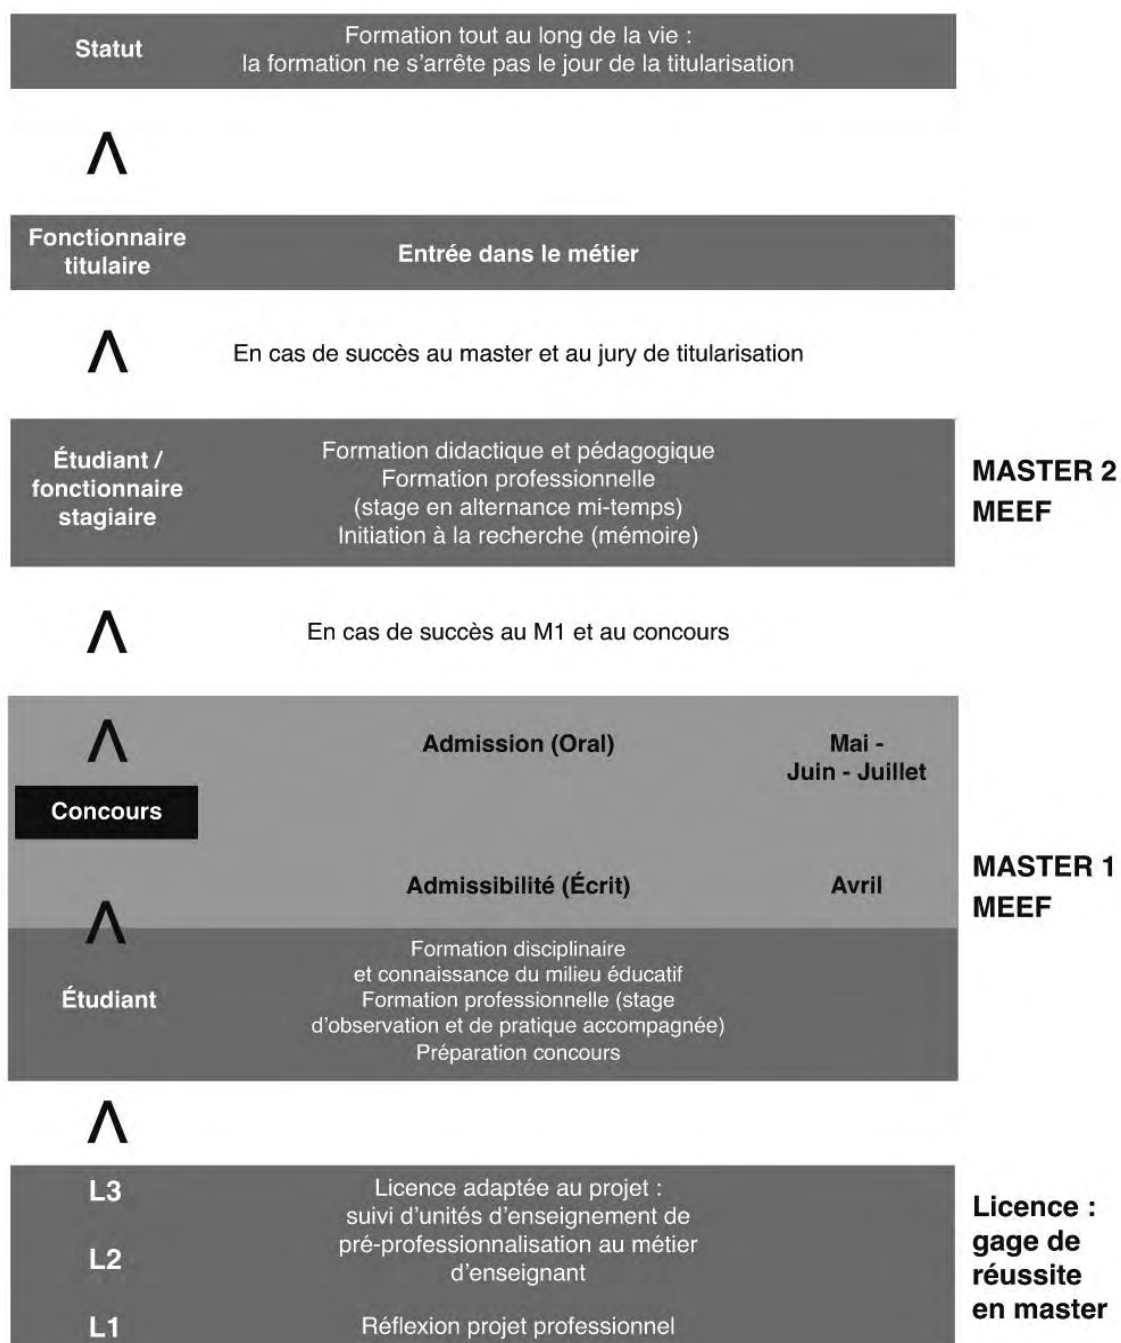 Statut
Formation tout au long de la vie :
la formation ne s'arrête pas le jour de la titularisation
Λ
Fonctionnaire
titulaire
Entrée dans le métier
Λ
En cas de succès au master et au jury de titularisation
Étudiant /
fonctionnaire
stagiaire
Formation didactique et pédagogique
Formation professionnelle
(stage en alternance mi-temps)
Initiation à la recherche (mémoire)
MASTER 2
MEEF
Λ
En cas de succès au M1 et au concours
Λ
Admission (Oral)
Mai -
Juin - Juillet
Concours
Admissibilité (Écrit)
Avril
MASTER 1
MEEF
Λ
Étudiant
Formation disciplinaire
et connaissance du milieu éducatif
Formation professionnelle (stage
d'observation et de pratique accompagnée)
Préparation concours
Λ
L3
Licence adaptée au projet :
suivi d'unités d'enseignement de
pré-professionnalisation au métier
d'enseignant
L2
L1
Réflexion projet professionnel
Licence :
gage de
réussite
en master